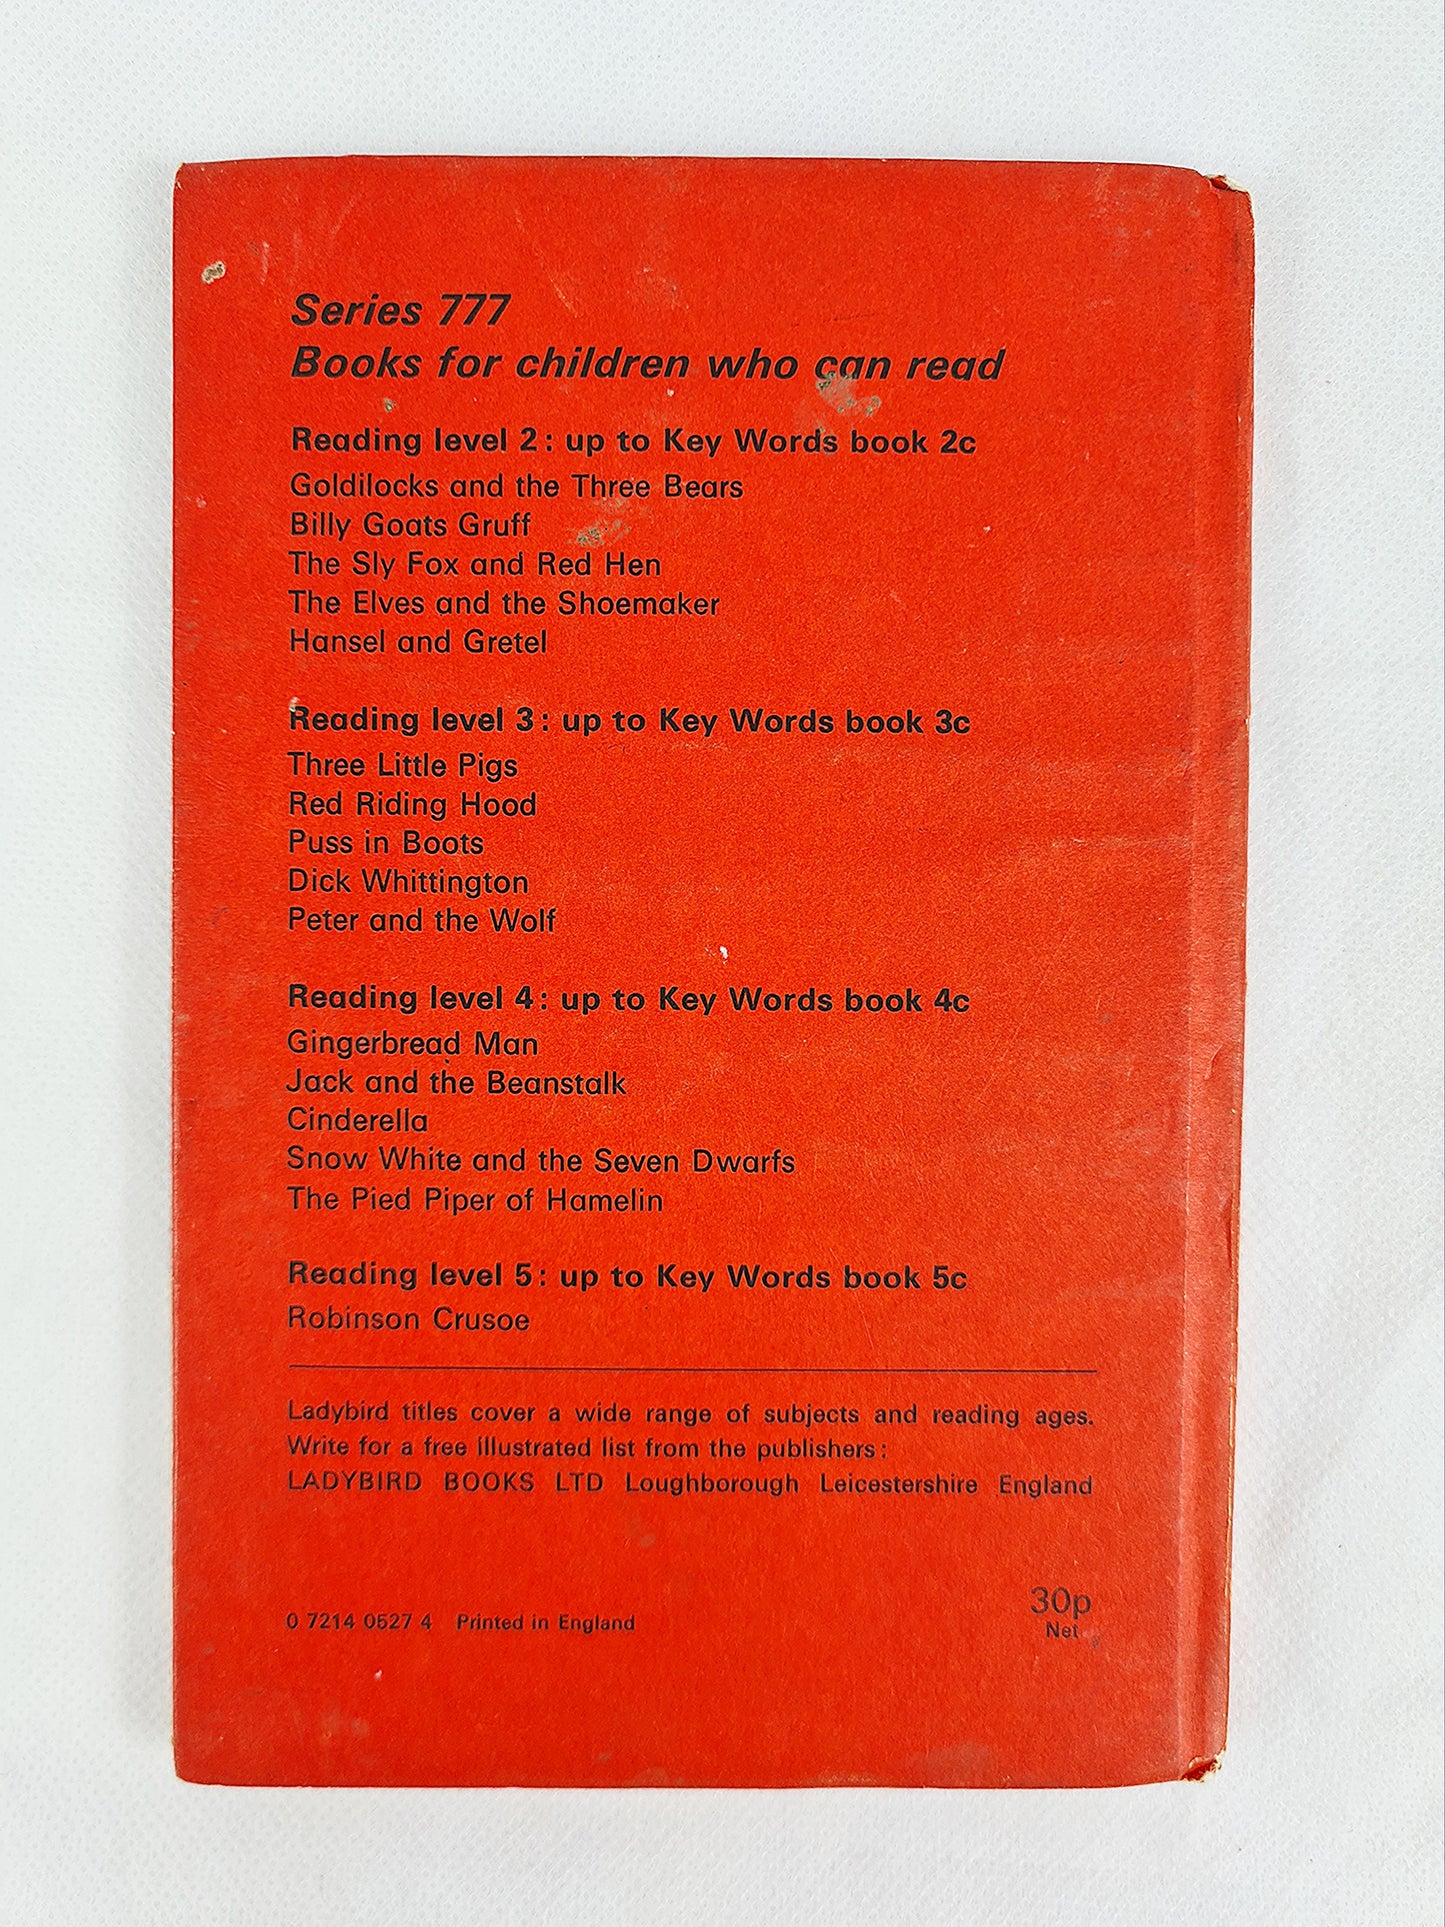 Series 777
Books for children who can read
Reading level 2: up to Key Words book 2c
Goldilocks and the Three Bears
Billy Goats Gruff
The Sly Fox and Red Hen
The Elves and the Shoemaker
Hansel and Gretel
Reading level 3: up to Key Words book 3c
Three Little Pigs
Red Riding Hood
Puss in Boots
Dick Whittington
Peter and the Wolf
Reading level 4: up to Key Words book 4c
Gingerbread Man
Jack and the Beanstalk
Cinderella
Snow White and the Seven Dwarfs
The Pied Piper of Hamelin
Reading level 5: up to Key Words book 5c
Robinson Crusoe
Ladybird titles cover a wide range of subjects and reading ages.
Write for a free illustrated list from the publishers:
LADYBIRD BOOKS LTD Loughborough Leicestershire England
30p
Net
0 7214 0527 4 Printed in England